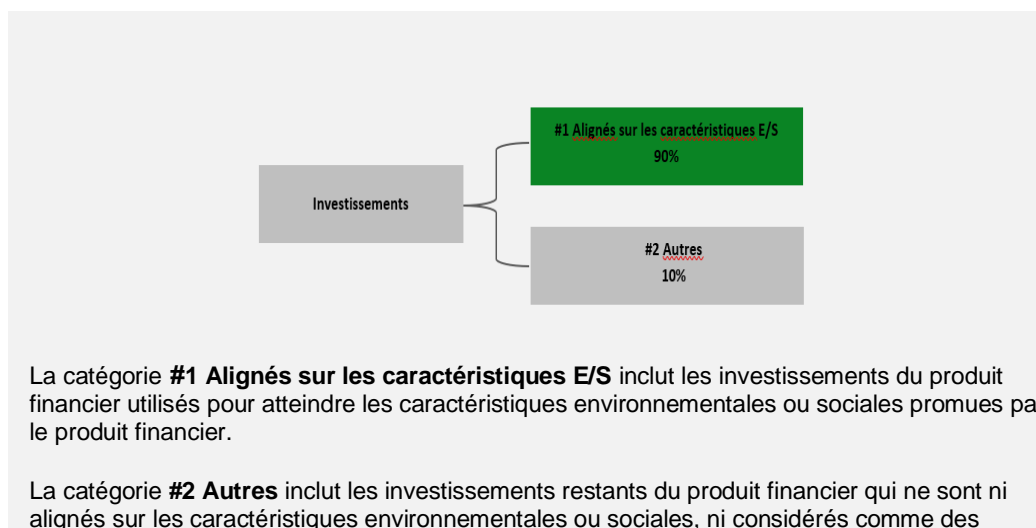 #1 Alignés sur les caractéristiques E/S
90%
Investissements
#2 Autres
10%
La catégorie #1 Alignés sur les caractéristiques E/S inclut les investissements du produit
financier utilisés pour atteindre les caractéristiques environnementales ou sociales promues pa
le produit financier.
La catégorie #2 Autres inclut les investissements restants du produit financier qui ne sont ni
alignés sur les caractéristiques environnementales ou sociales, ni considérés comme des